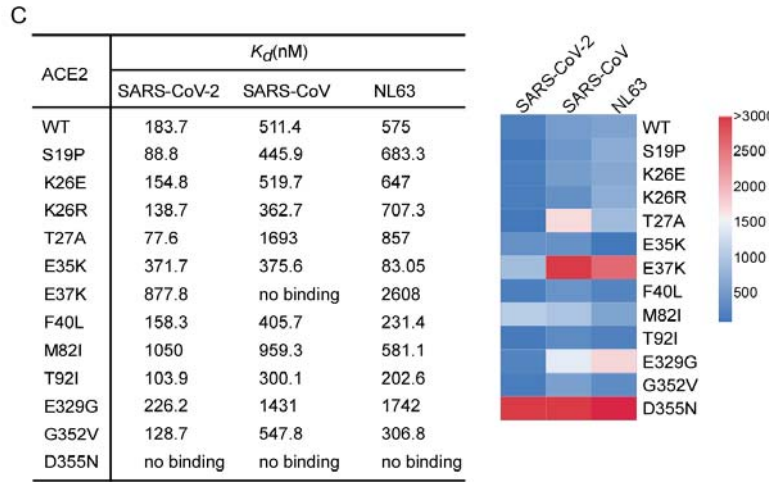 C
ACE2 Kd(nM)
SARS-CoV-2 SARS-CoV NL63
WT 183.7 511.4 575
S19P 88.8 445.9 683.3
K26E 154.8 519.7 647
K26R 138.7 362.7 707.3
T27A 77.6 1693 857
E35K 371.7 375.6 83.05
E37K 877.8 no binding 2608
F40L 158.3 405.7 231.4
M82I 1050 959.3 581.1
T92I 103.9 300.1 202.6
E329G 226.2 1431 1742
G352V 128.7 547.8 306.8
D355N no binding no binding no binding
SARS-CoV-2
SARS-CoV
NL63
WT
S19P
K26E
K26R
T27A
E35K
E37K
F40L
M82I
T92I
E329G
G352V
D355N
>3000
2500
2000
1500
1000
500